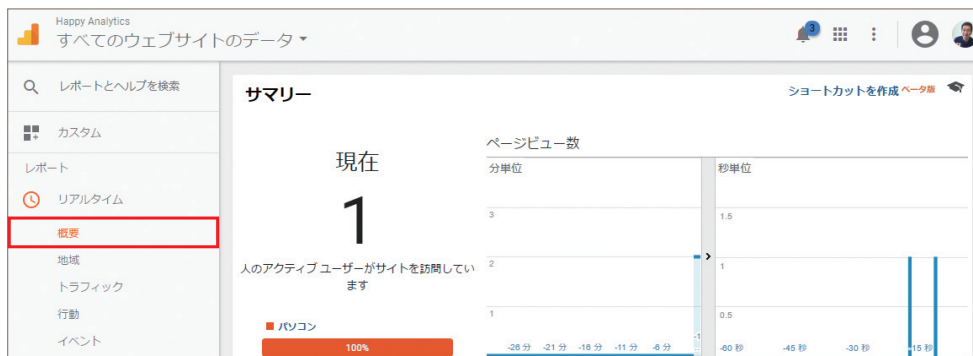 Happy Analytics
すべてのウェブサイトのデータ
3
レポートとヘルプを検索
カスタム
レポート
リアルタイム
概要
地域
トラフィック
行動
イベント
サマリー
ショートカットを作成 ベータ版
現在
1
人のアクティブ ユーザーがサイトを訪問してい
ます
パソコン
100%
ページビュー数
分単位
3
2
1
-26 分 -21 分 -16 分 -11 分 -6 分 -1
秒単位
1.5
1
0.5
-60 秒 -45 秒 -30 秒 -15 秒